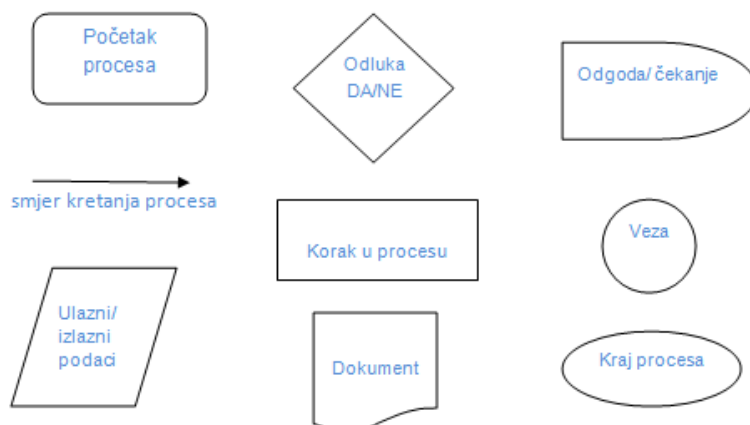 Početak
procesa
Odluka
DA/NE
Odgoda/ čekanje
smjer kretanja procesa
Korak u procesu
Veza
Ulazni/
izlazni
podaci
Dokument
Kraj procesa